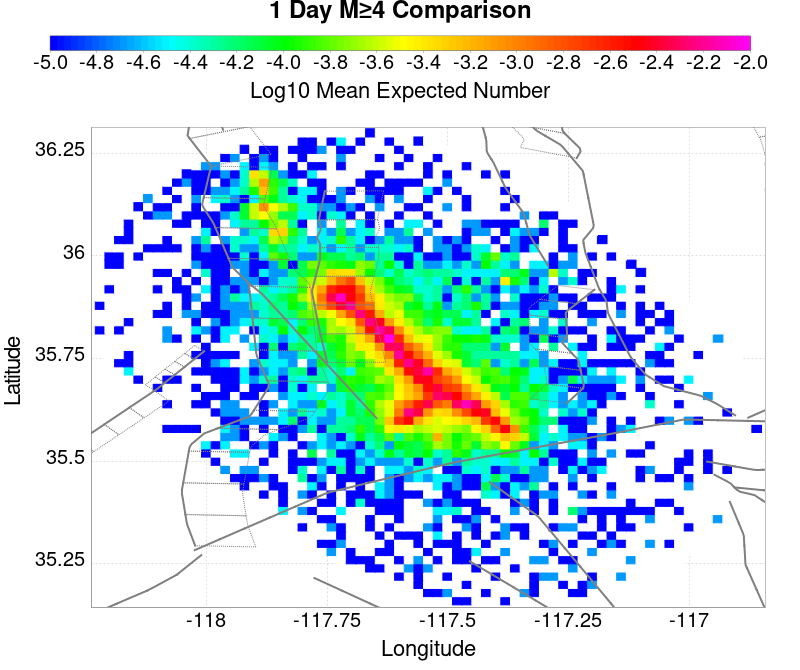 1 Day M≥4 Comparison
-5.0 -4.8 -4.6 -4.4 -4.2 -4.0 -3.8 -3.6 -3.4 -3.2 -3.0 -2.8 -2.6 -2.4 -2.2 -2.0
Log10 Mean Expected Number
36.25
36
35.75
35.5
35.25
Latitude
-118 -117.75 -117.5 -117.25 -117
Longitude